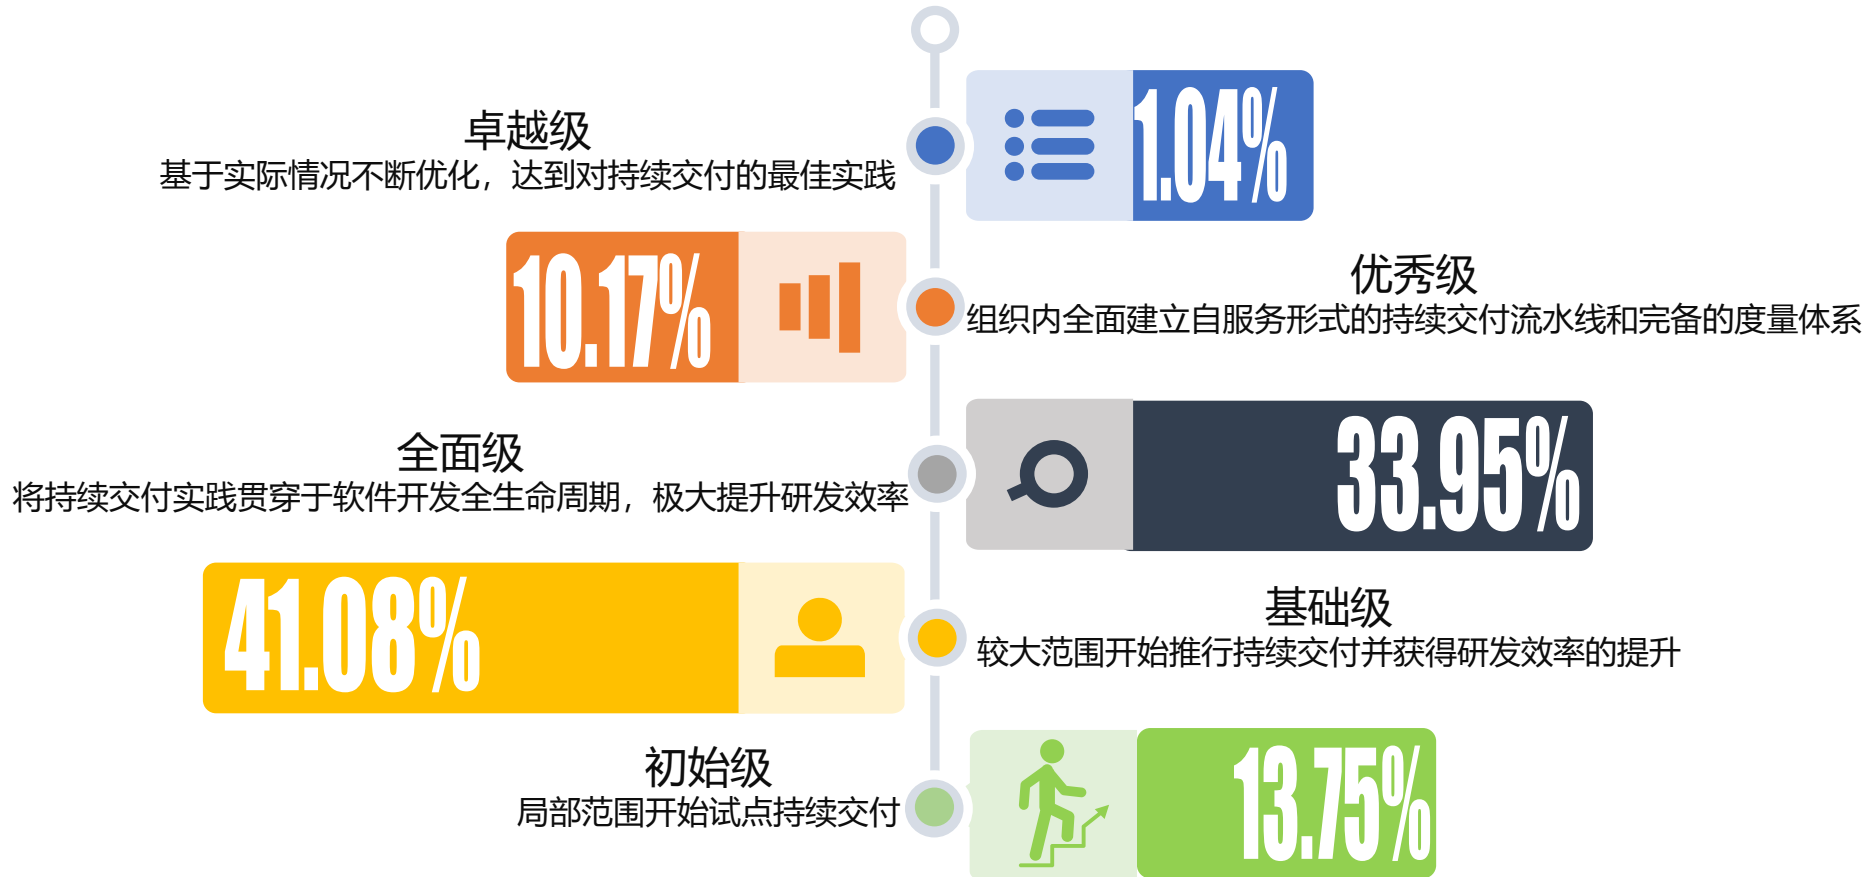 卓越级
基于实际情况不断优化，达到对持续交付的最佳实践
1.04%
10.17%
优秀级
组织内全面建立自服务形式的持续交付流水线和完备的度量体系
全面级
将持续交付实践贯穿于软件开发全生命周期，极大提升研发效率
33.95%
41.08%
基础级
较大范围开始推行持续交付并获得研发效率的提升
初始级
局部范围开始试点持续交付
13.75%